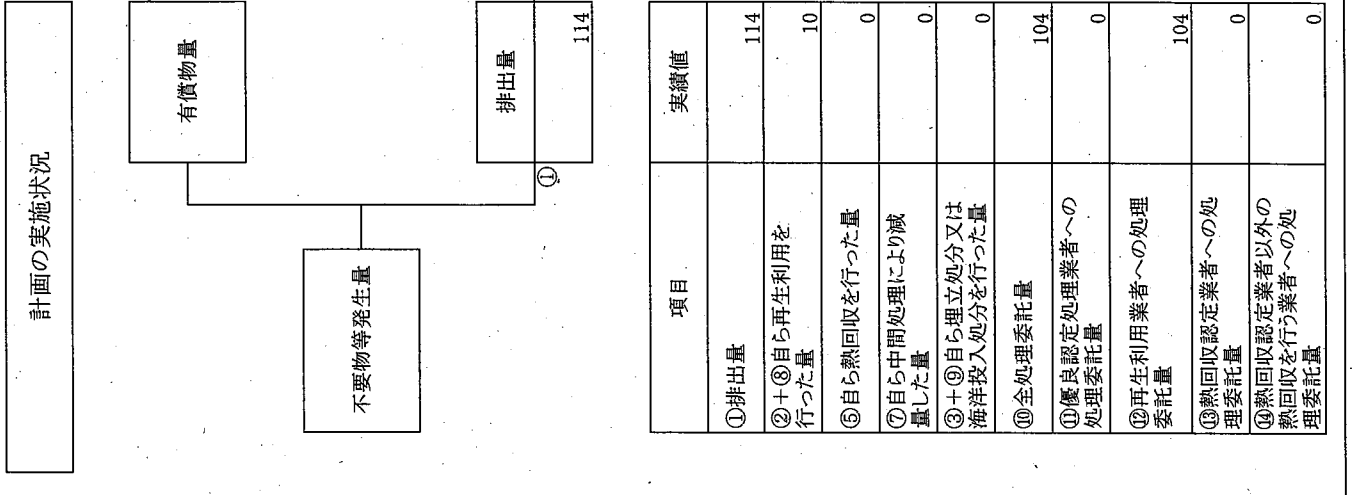 計画の実施状況
有償物量
不要物等発生量
排出量
①
114
項目
実績値
①排出量
114
②+⑧自ら再生利用を
行った量
10
⑤自ら熱回収を行った量
0
⑦自ら中間処理により減
量した量
0
③+⑨自ら埋立処分又は
海洋投入処分を行った量
0
⑩全処理委託量
104
⑪優良認定処理業者への
処理委託量
0
⑫再生利用業者への処理
委託量
104
⑬熱回収認定業者への処
理委託量
0
⑭熱回収認定業者以外の
熱回収を行う業者への処
理委託量
0